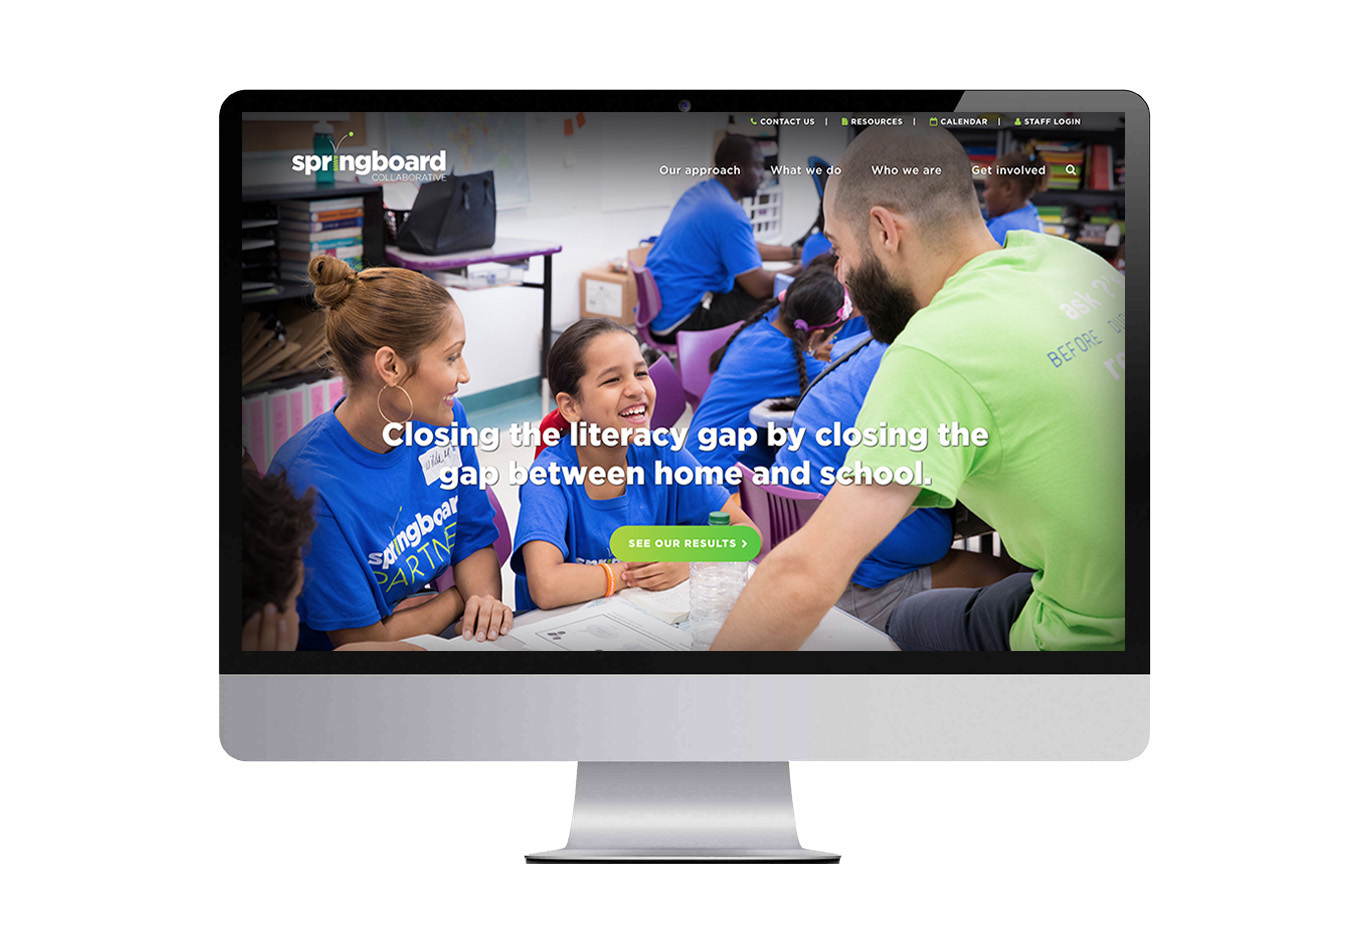 CONTACT US | RESOURCES | CALENDAR | STAFF LOGIN
springboard
COLLABORATIVE
Our approach What we do Who we are Get involved
ask ??'s
BEFORE
Closing the literacy gap by closing the
gap between home and school.
springboar
PARTNE
SEE OUR RESULTS